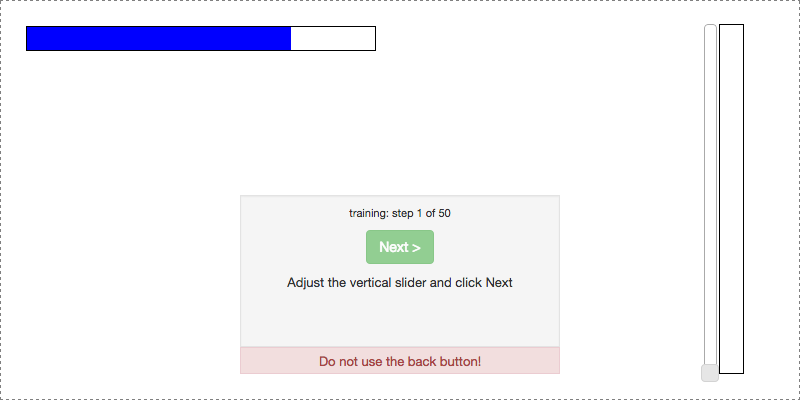 training: step 1 of 50
Next >
Adjust the vertical slider and click Next
Do not use the back button!